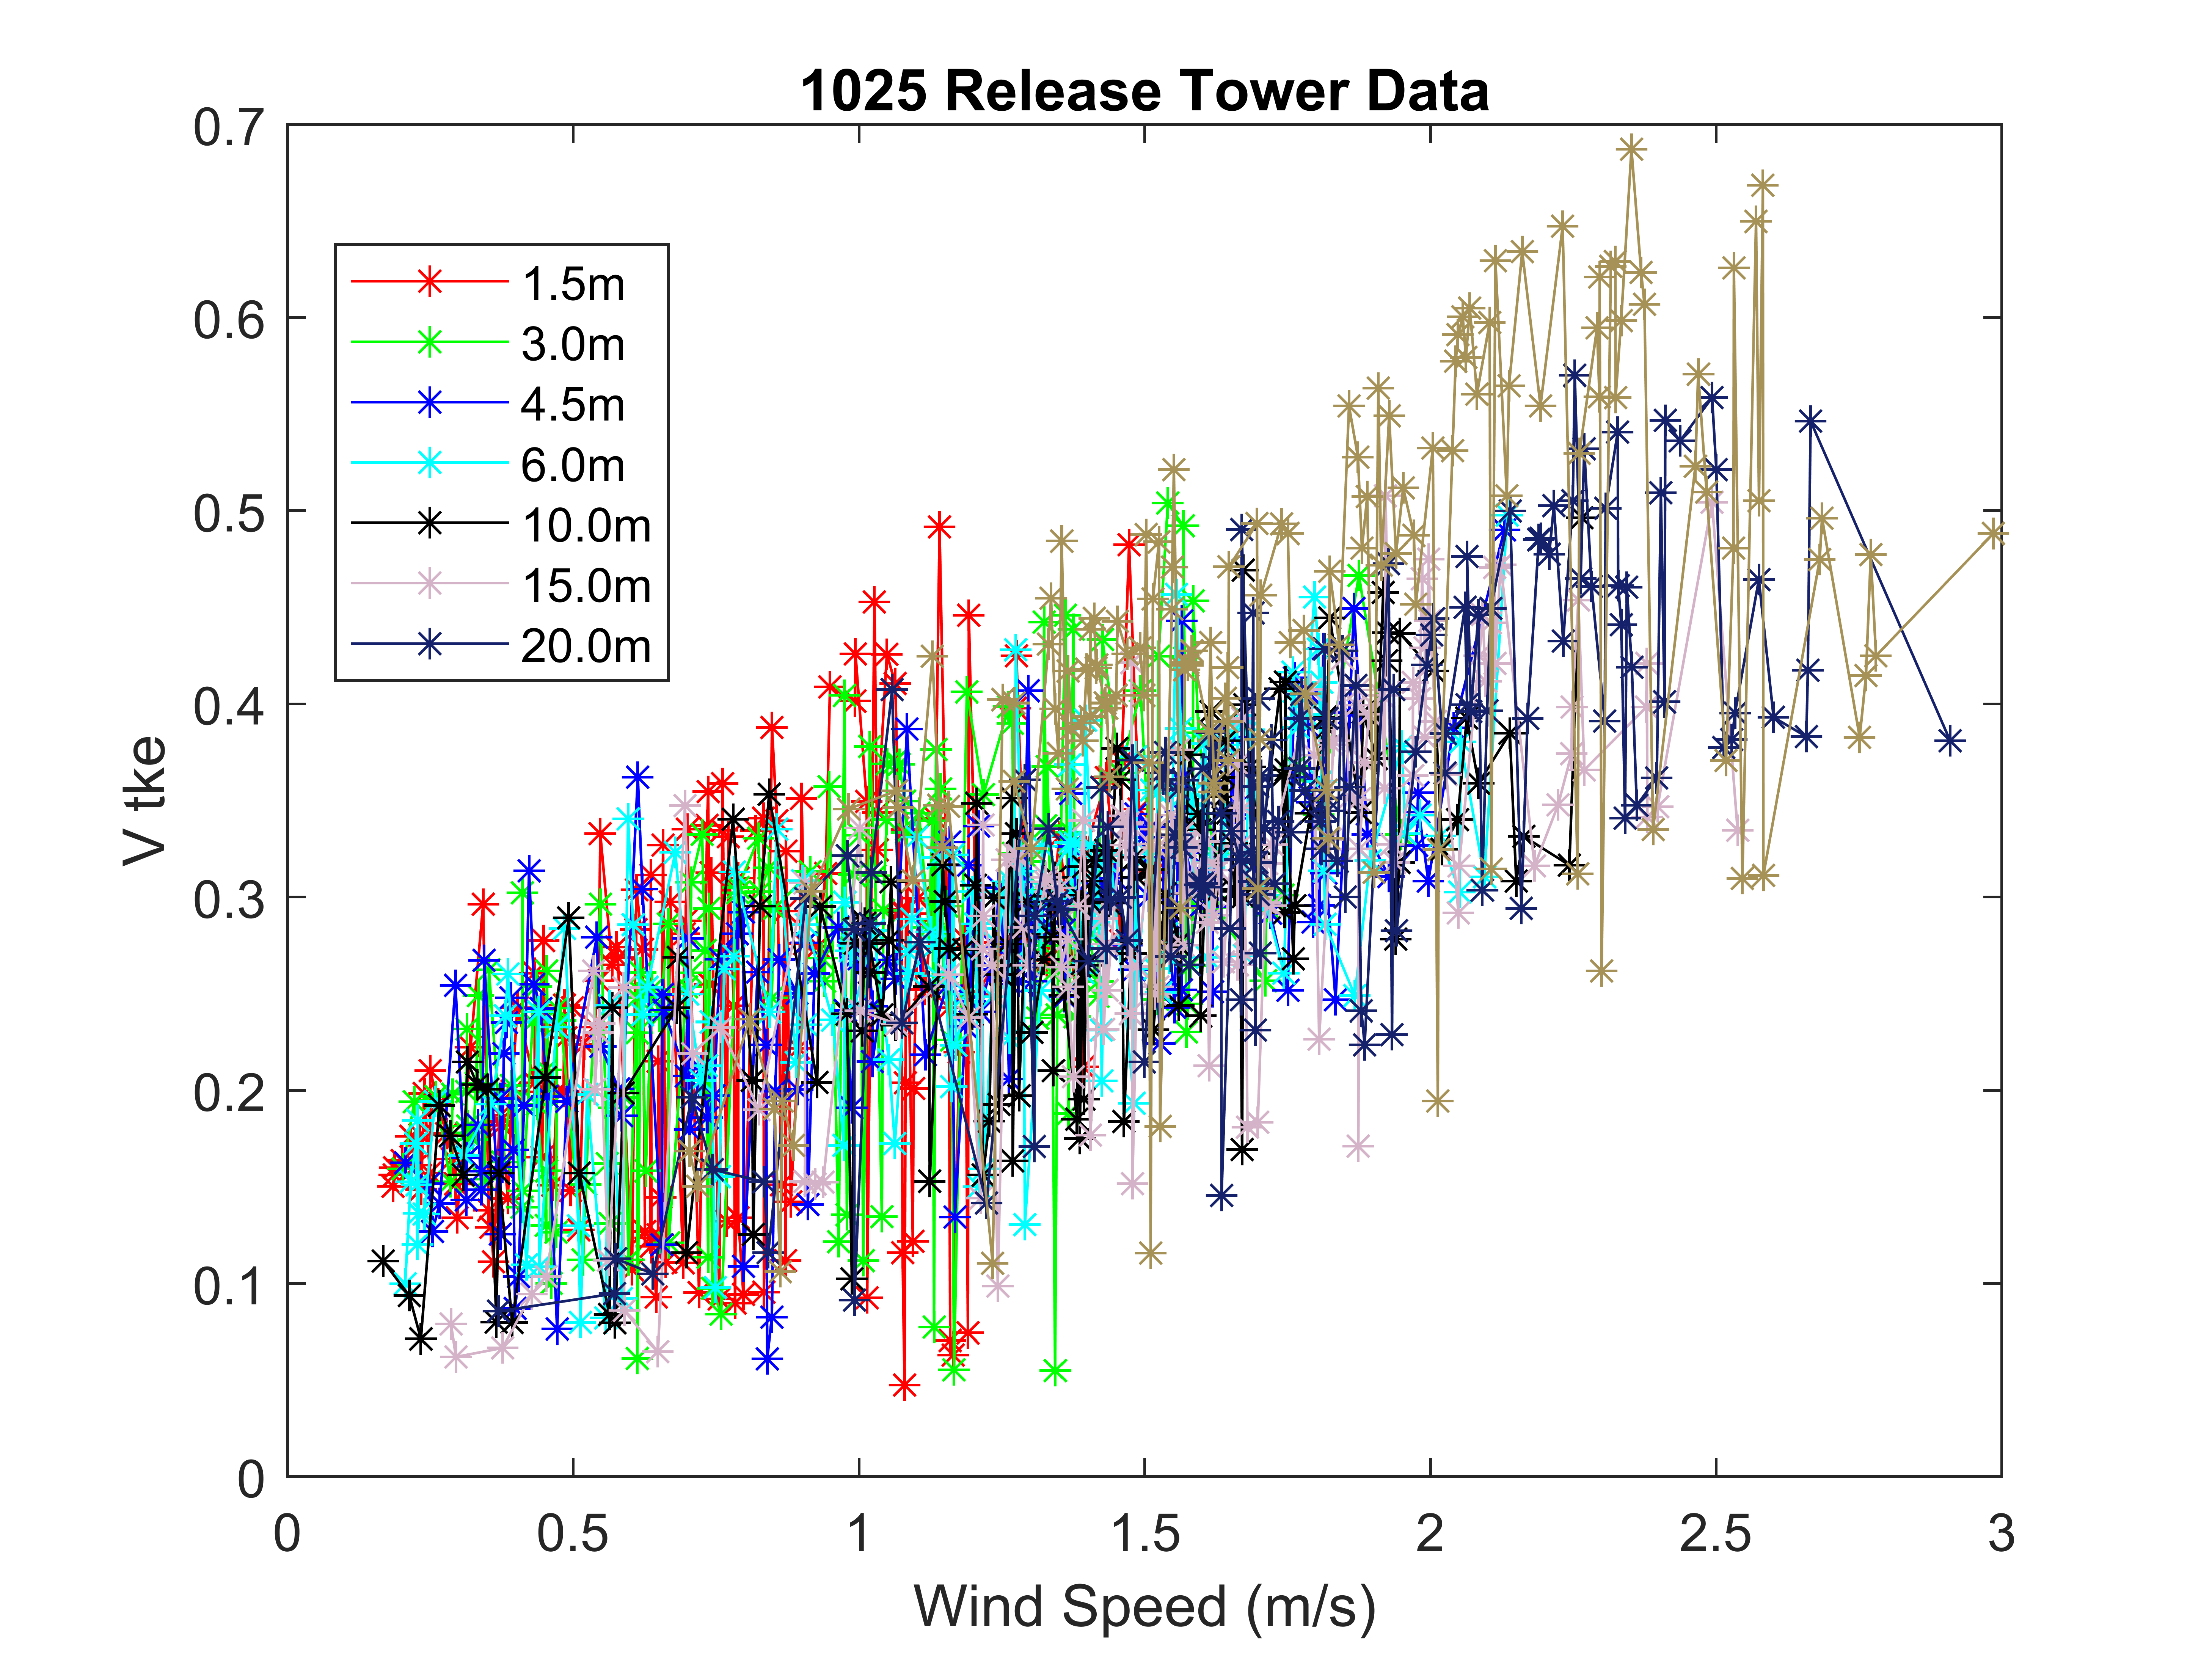 1025 Release Tower Data
0.7
0.6
0.5
0.4
0.3
0.2
0.1
0
V tke
1.5m
3.0m
4.5m
6.0m
10.0m
15.0m
20.0m
0 0.5 1 1.5 2 2.5 3
Wind Speed (m/s)